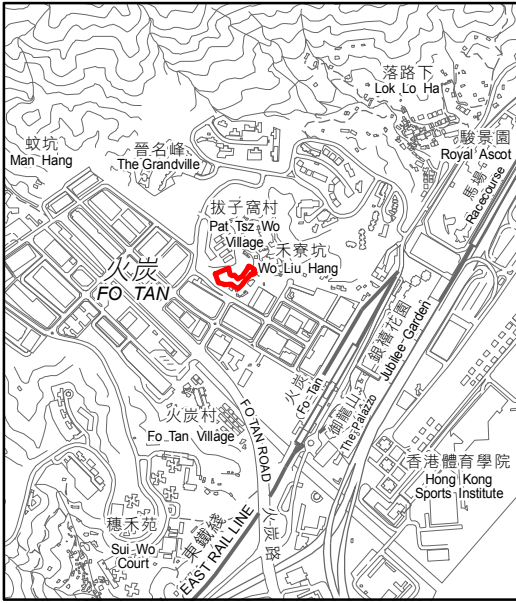 落路下
Lok Lo Ha
駿景園
Royal Ascot
馬場
Racecourse
蚊坑
Man Hang
晉名峰
The Grandville
拔子窩村
Pat Tsz Wo
Village
禾寮坑
Wo Liu Hang
火炭
FO TAN
銀禧花園
Jubilee Garden
火炭
Fo Tan
御龍山
The Palazzo
火炭村
Fo Tan Village
FO TAN ROAD
火炭路
香港體育學院
Hong Kong
Sports Institute
穗禾苑
Sui Wo
Court
東鐵綫
EAST RAIL LINE